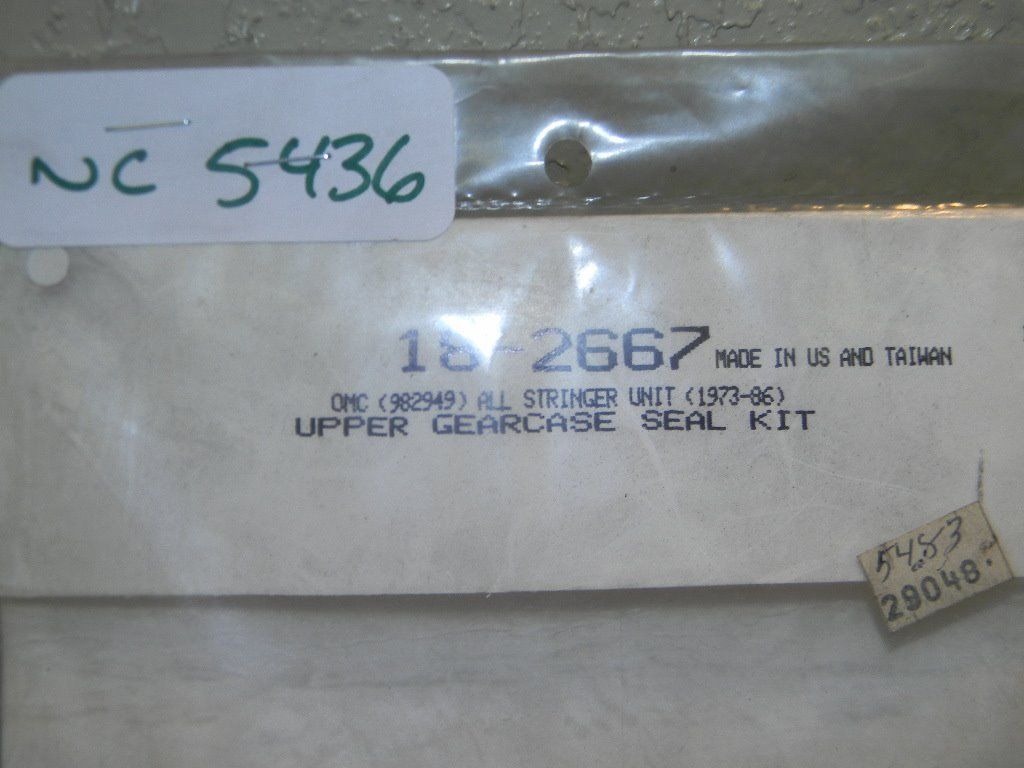 NC 5436
18-2667 MADE IN US AND TAIWAN
OMC (982949) ALL STRINGER UNIT (1973-86)
UPPER GEARCASE SEAL KIT
5453
29048.